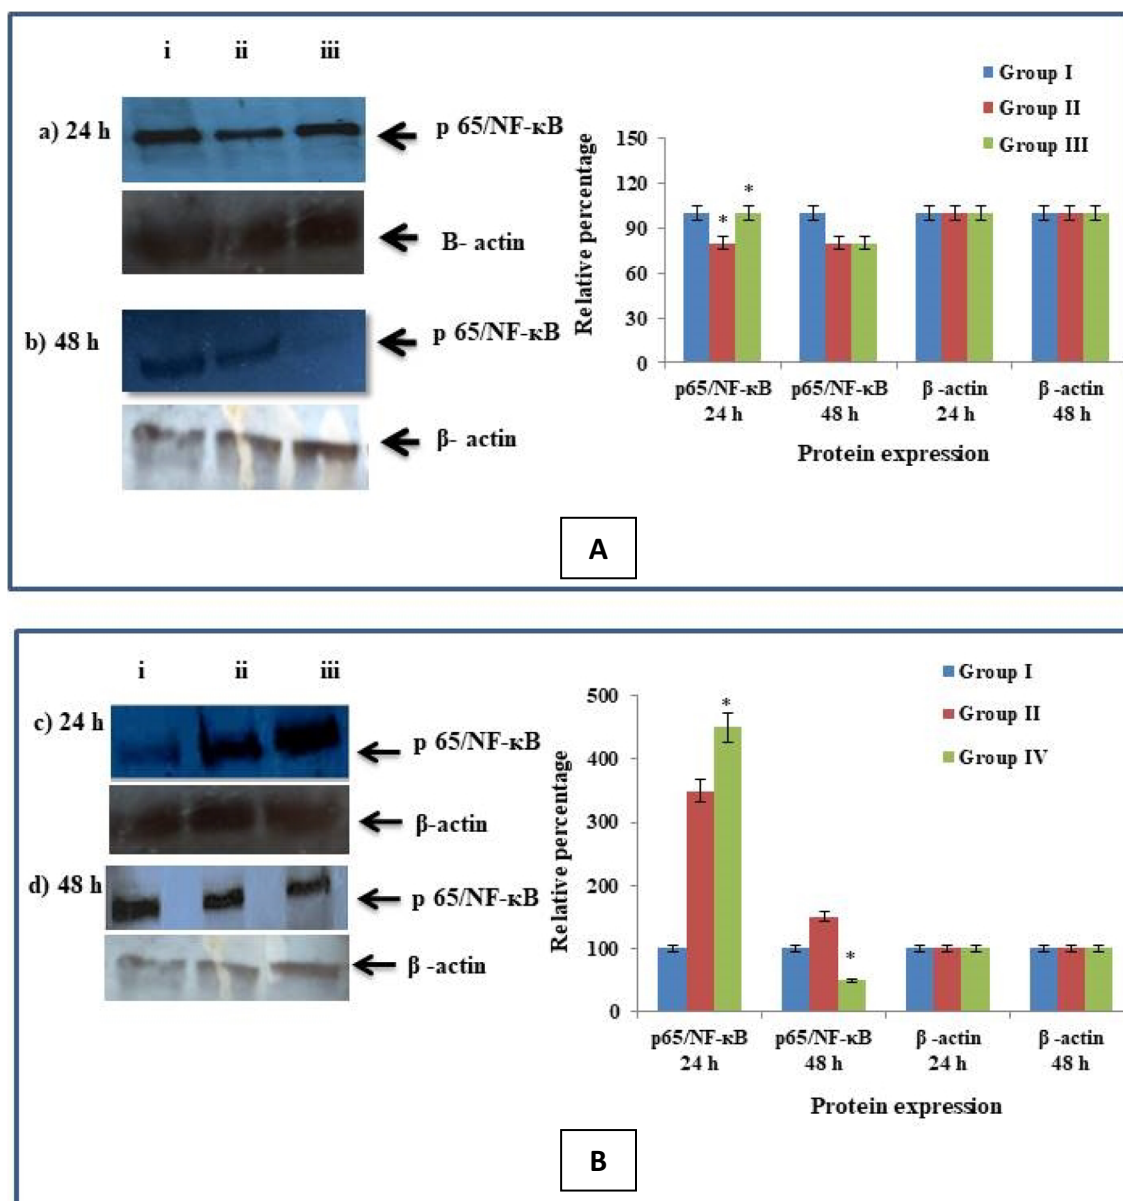 i ii iii
a) 24 h
p 65/NF-κB
B- actin
b) 48 h
p 65/NF-κB
β- actin
Group I
Group II
Group III
Relative percentage
150
120
90
60
30
0
* *
p65/NF-κB 24 h
p65/NF-κB 48 h
β -actin 24 h
β -actin 48 h
Protein expression
A
i ii iii
c) 24 h
p 65/NF-κB
β-actin
d) 48 h
p 65/NF-κB
β -actin
Group I
Group II
Group IV
Relative percentage
500
400
300
200
100
0
*
*
p65/NF-κB 24 h
p65/NF-κB 48 h
β -actin 24 h
β -actin 48 h
Protein expression
B